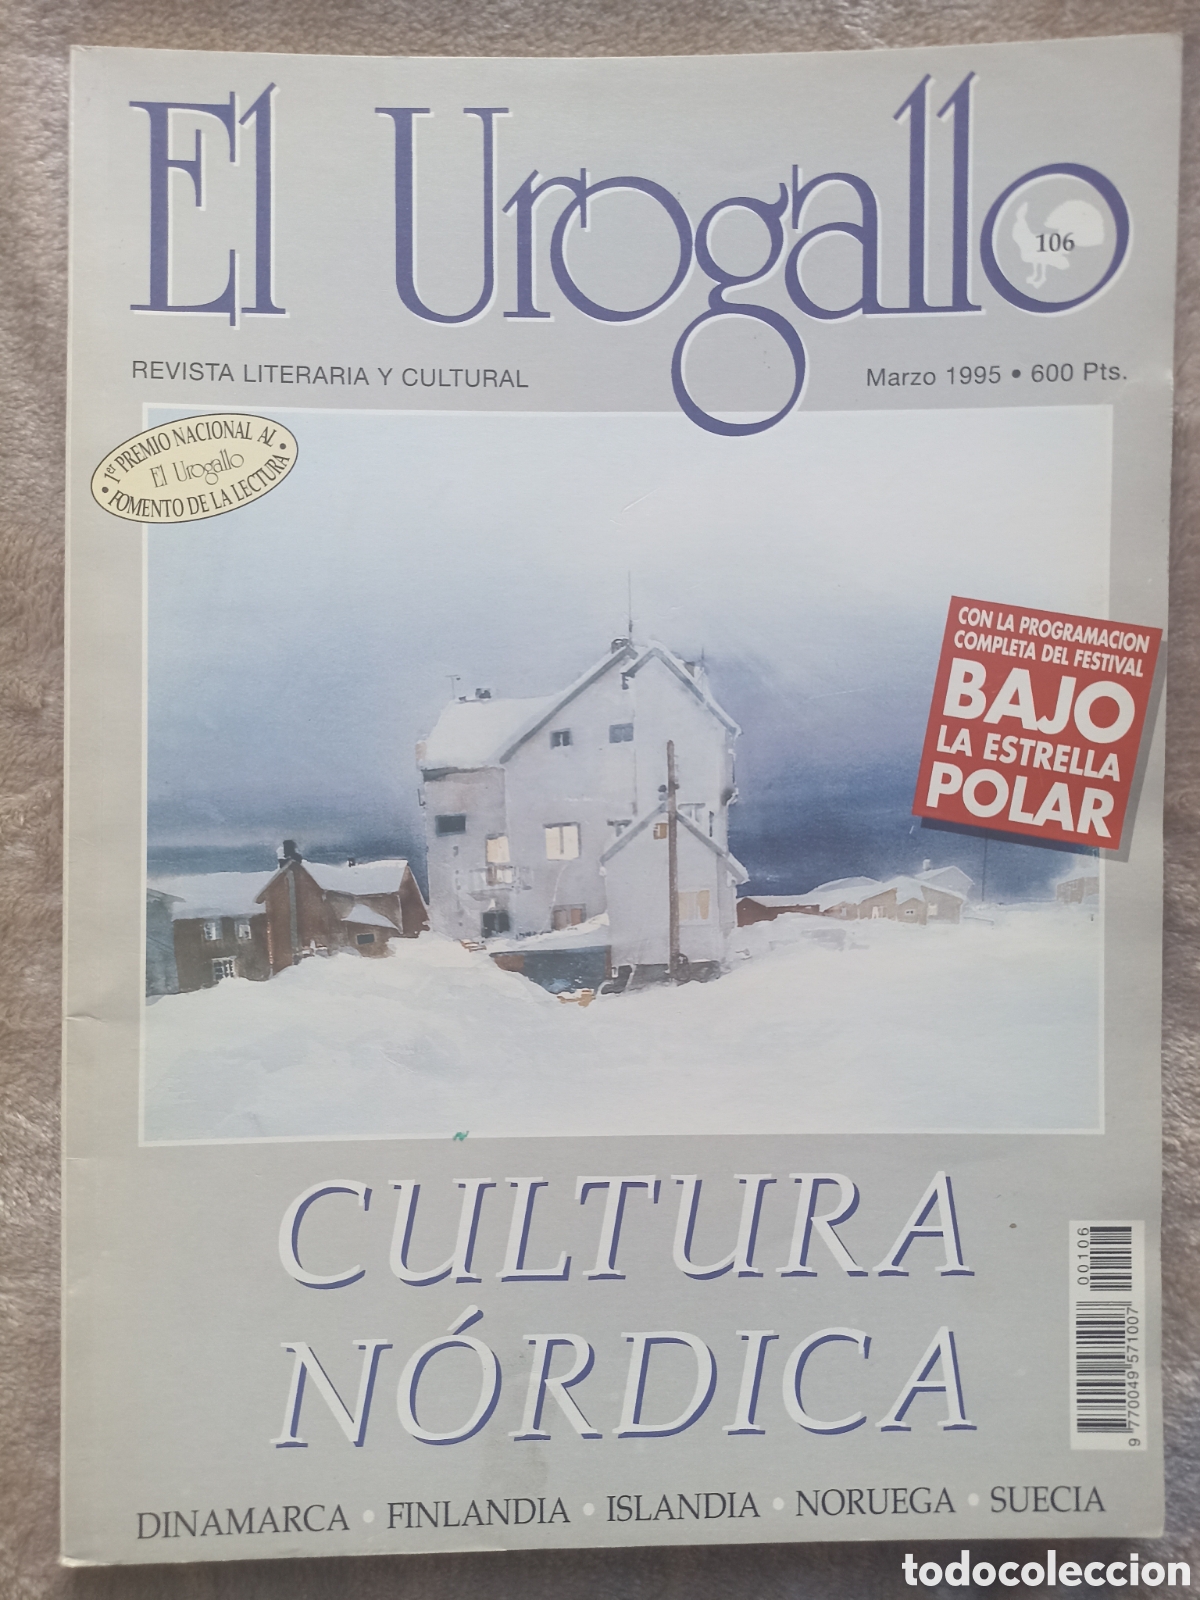 El Urogallo
106
REVISTA LITERARIA Y CULTURAL
Marzo 1995 • 600 Pts.
1er PREMIO NACIONAL AL
El Urogallo
• FOMENTO DE LA LECTURA •
CON LA PROGRAMACION
COMPLETA DEL FESTIVAL
BAJO
LA ESTRELLA
POLAR
CULTURA
NÓRDICA
00106
9 770049 571007
DINAMARCA • FINLANDIA • ISLANDIA • NORUEGA • SUECIA
todocoleccion